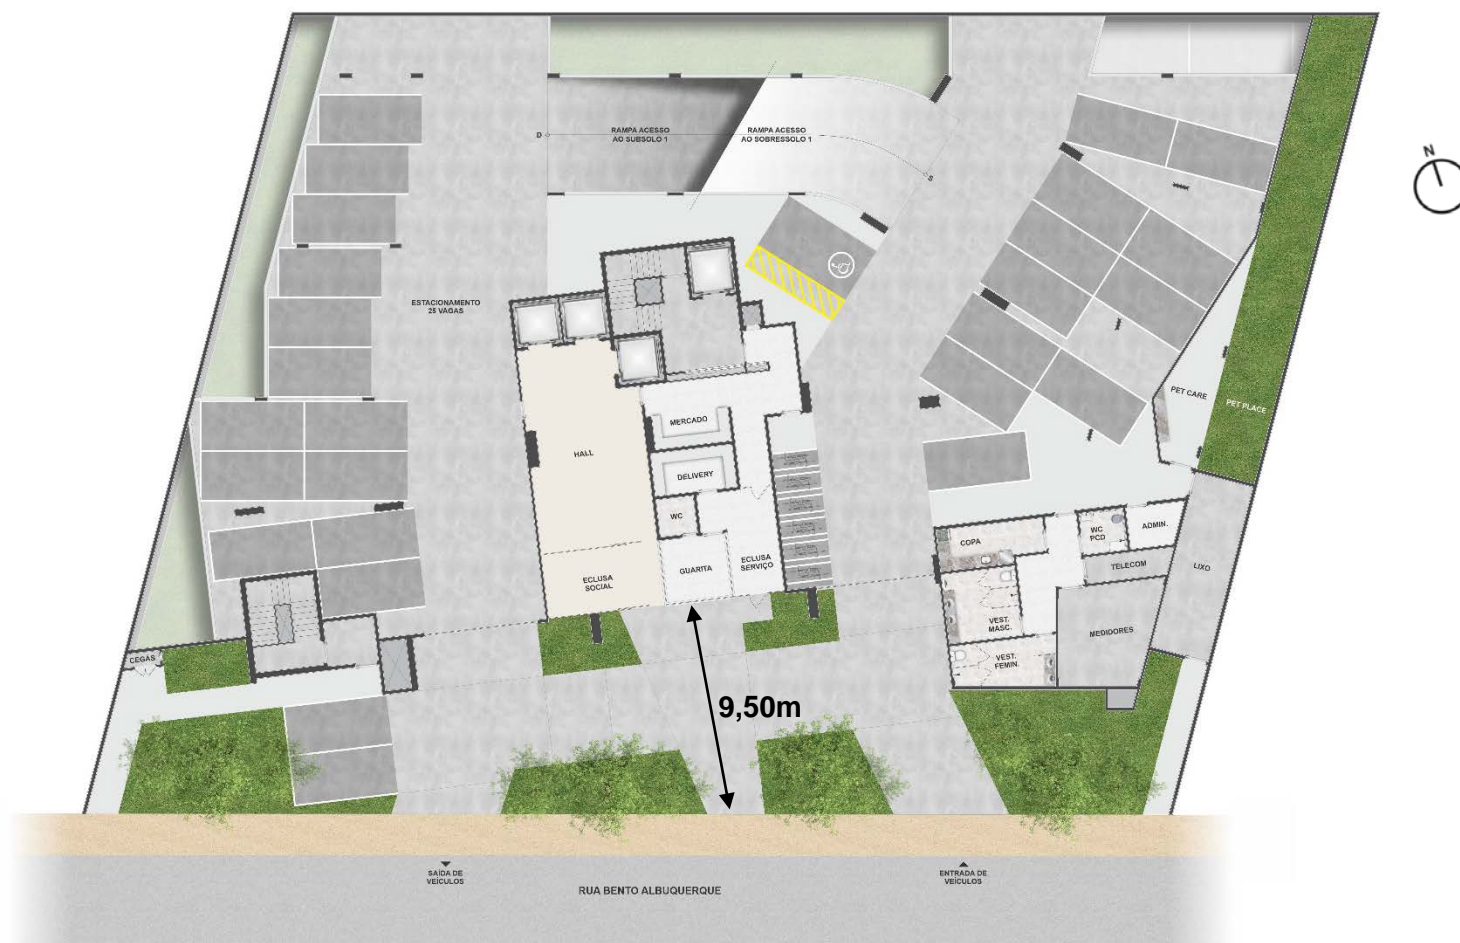 N
RAMPA ACESSO
AO SUBSOLO 1
RAMPA ACESSO
AO SOBRESSOLO 1
D
S
ESTACIONAMENTO
25 VAGAS
PET CARE
PET PLACE
MERCADO
HALL
DELIVERY
WC
GUARITA
ECLUSA
SERVIÇO
ECLUSA
SOCIAL
COPA
WC
PCD
ADMIN.
TELECOM
LIXO
VEST.
MASC.
MEDIDORES
VEST.
FEMIN.
CEGAS
9,50m
SAÍDA DE
VEÍCULOS
ENTRADA DE
VEÍCULOS
RUA BENTO ALBUQUERQUE